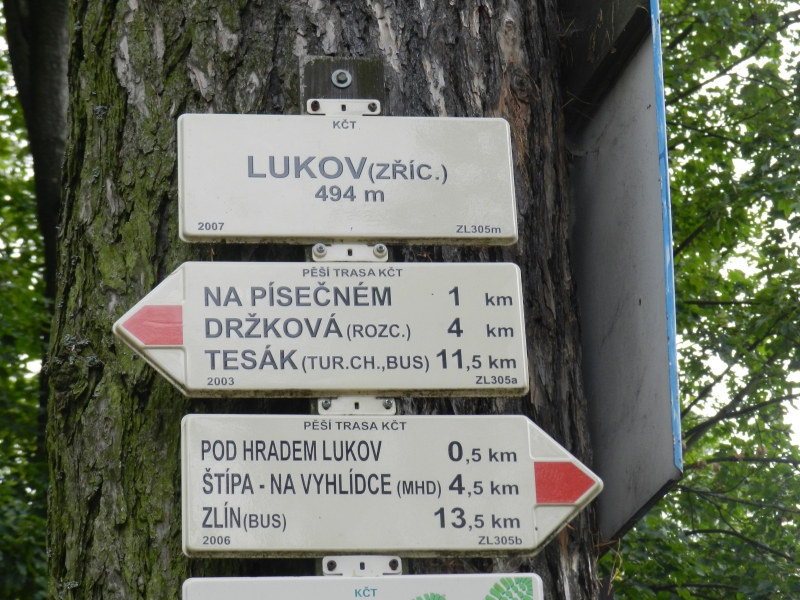 KČT
LUKOV (ZŘÍC.)
494 m
2007 ZL305m
PĚŠÍ TRASA KČT
NA PÍSEČNÉM 1 km
DRŽKOVÁ (ROZC.) 4 km
TESÁK (TUR.CH.,BUS) 11,5 km
2003 ZL305a
PĚŠÍ TRASA KČT
POD HRADEM LUKOV 0,5 km
ŠTÍPA - NA VYHLÍDCE (MHD) 4,5 km
ZLÍN (BUS) 13,5 km
2006 ZL305b
KČT